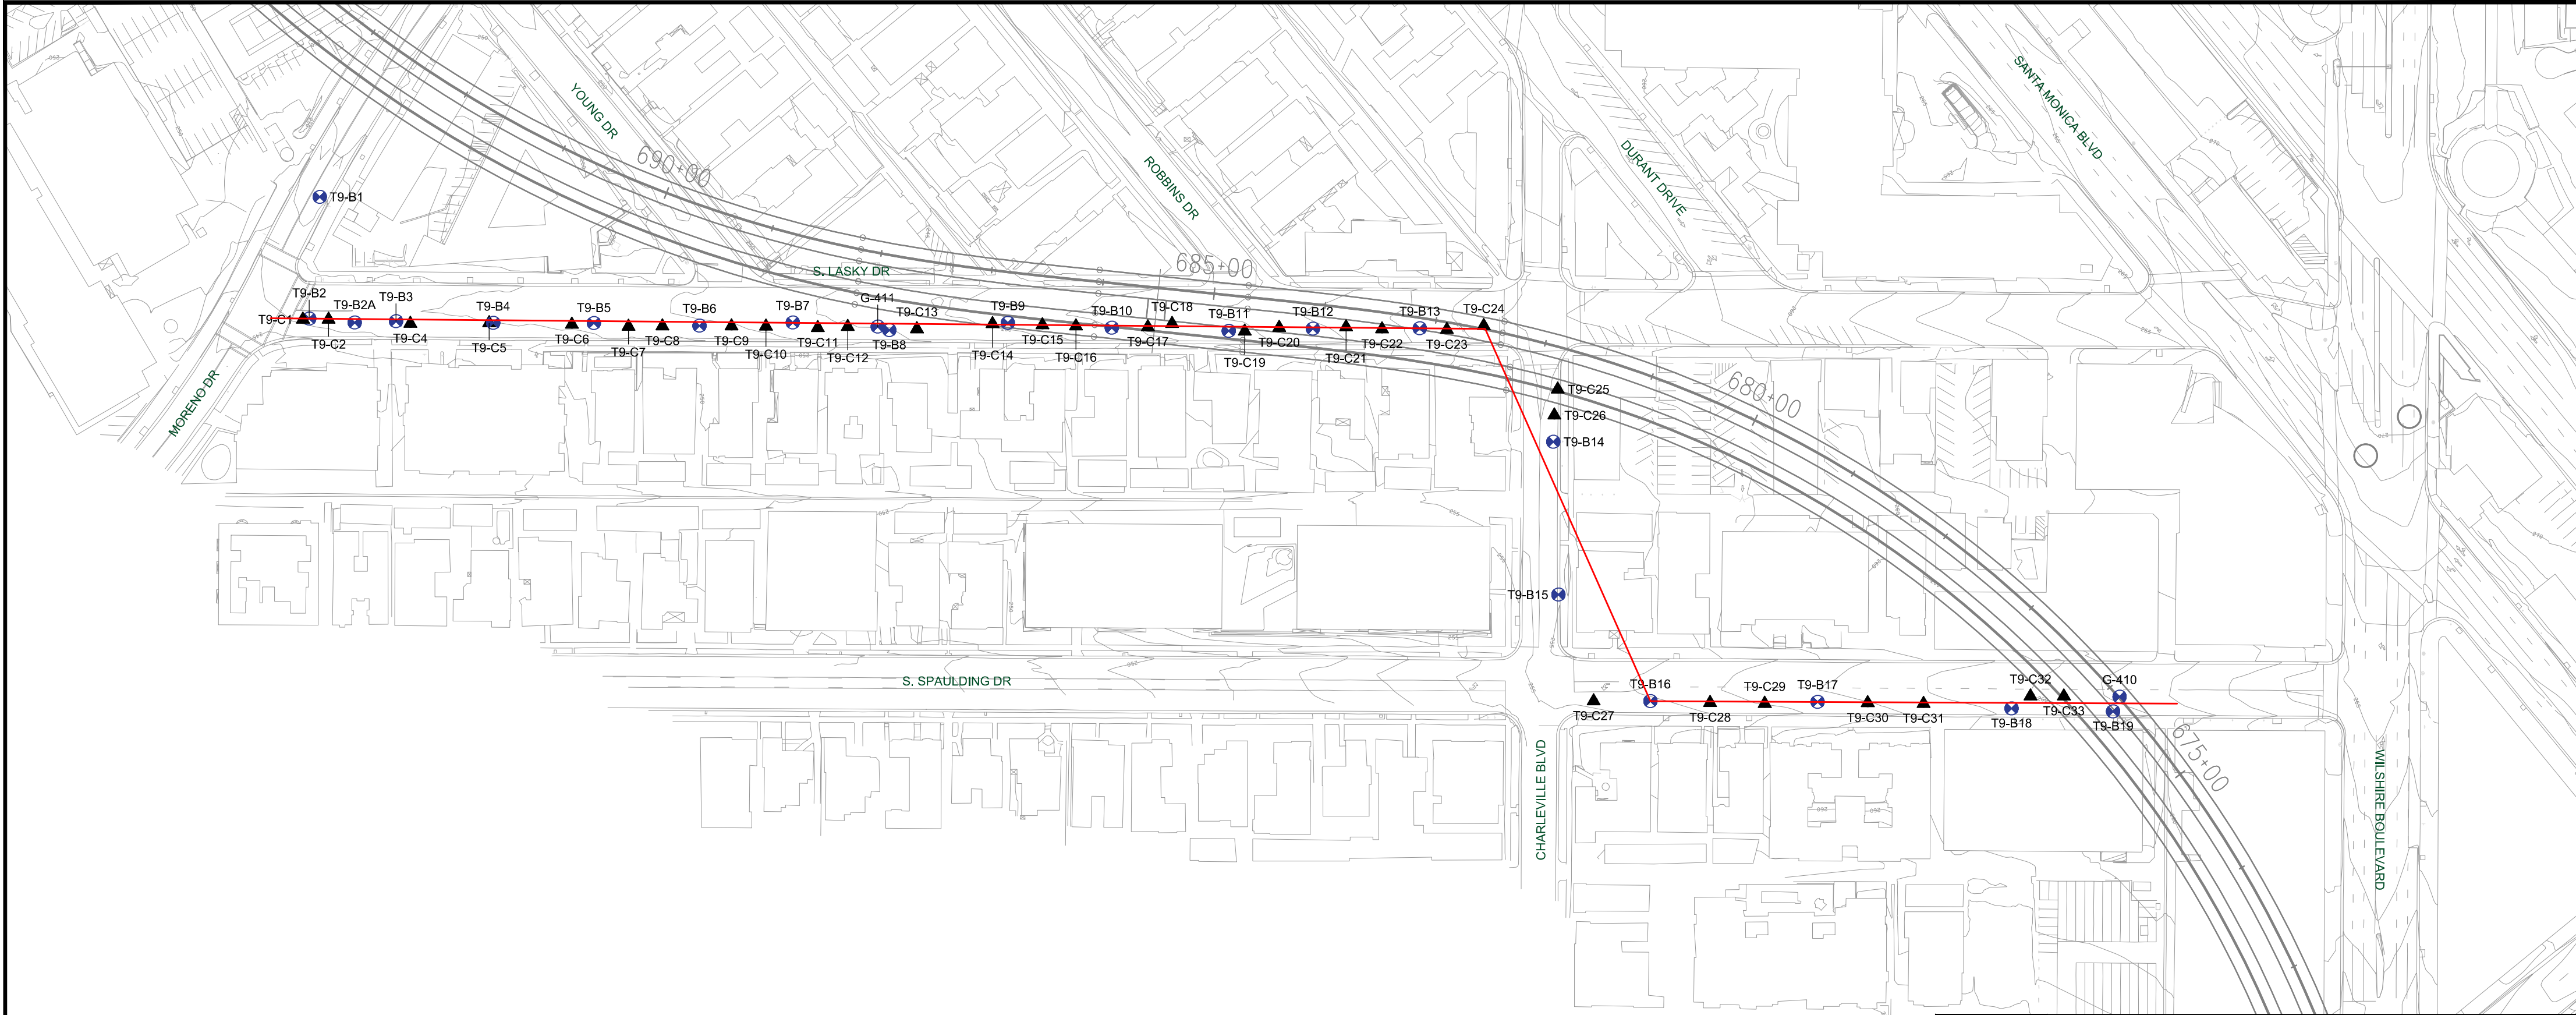 SANTA MONICA BLVD
YOUNG DR
690+00
ROBBINS DR
DURANT DRIVE
T9-B1
S. LASKY DR
685+00
T9-B2
T9-B2A
T9-B3
T9-B4
T9-B5
T9-B6
T9-B7
G-411
T9-C13
T9-B9
T9-B10
T9-C18
T9-B11
T9-B12
T9-B13
T9-C24
T9-C1
T9-C2
T9-C4
T9-C5
T9-C6
T9-C7
T9-C8
T9-C9
T9-C10
T9-C11
T9-C12
T9-B8
T9-C14
T9-C15
T9-C16
T9-C17
T9-C19
T9-C20
T9-C21
T9-C22
T9-C23
MORENO DR
T9-C25
680+00
T9-C26
T9-B14
T9-B15
S. SPAULDING DR
T9-B16
T9-C29
T9-B17
T9-C32
G-410
T9-C27
T9-C28
T9-C30
T9-C31
T9-B18
T9-C33
T9-B19
675+00
CHARLEVILLE BLVD
WILSHIRE BOULEVARD